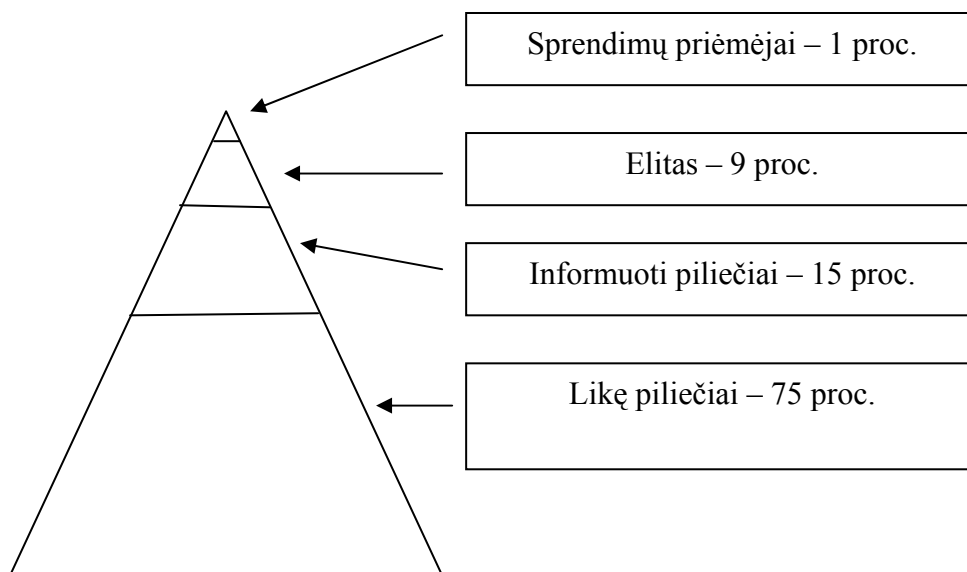 Sprendimų priėmėjai – 1 proc.
Elitas – 9 proc.
Informuoti piliečiai – 15 proc.
Likę piliečiai – 75 proc.